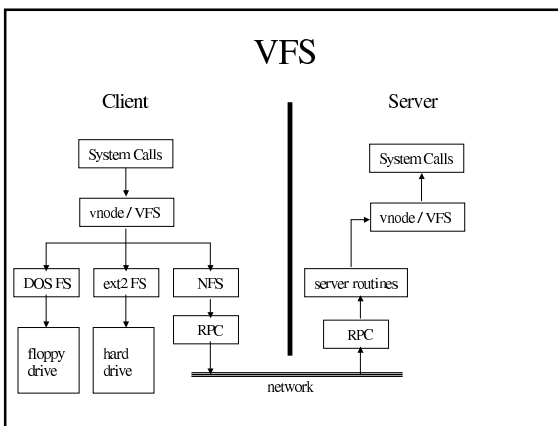 VFS
Client
Server
System Calls
System Calls
vnode / VFS
vnode / VFS
DOS FS
ext2 FS
NFS
server routines
RPC
RPC
floppy
drive
hard
drive
network